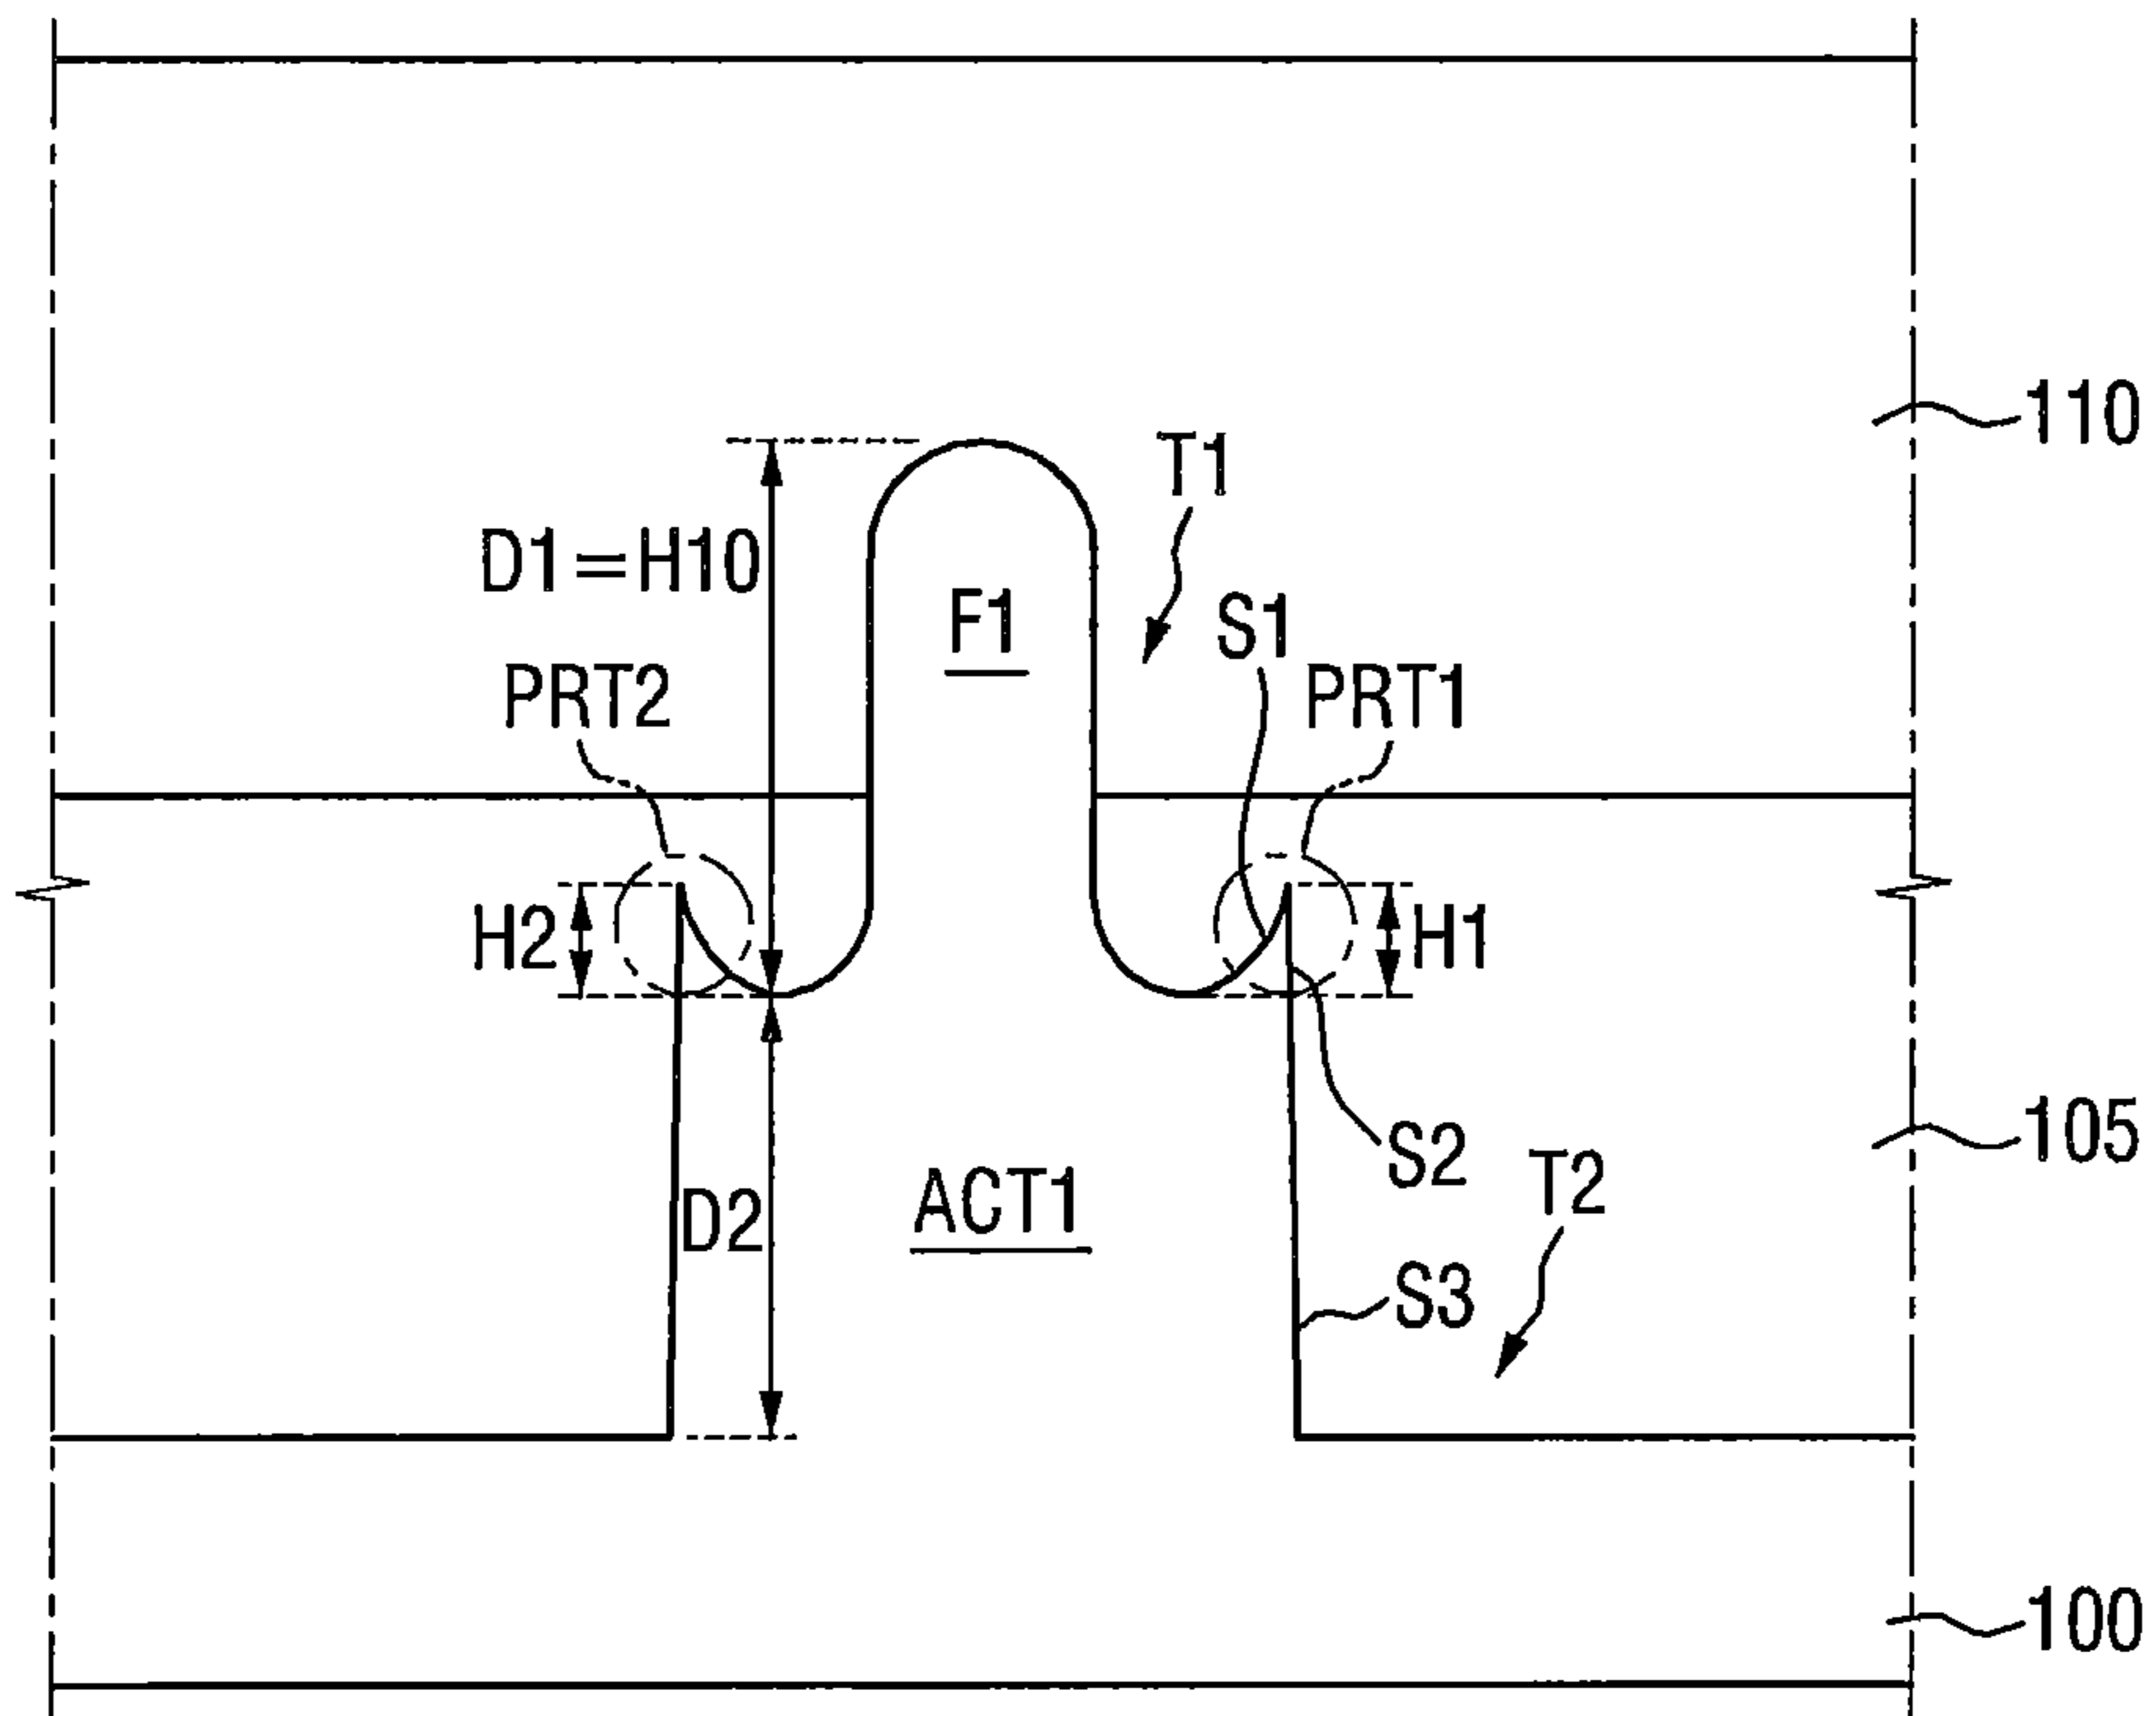 110
T1
D1=H10
F1
S1
PRT2
PRT1
H2
H1
105
S2
T2
ACT1
D2
S3
100